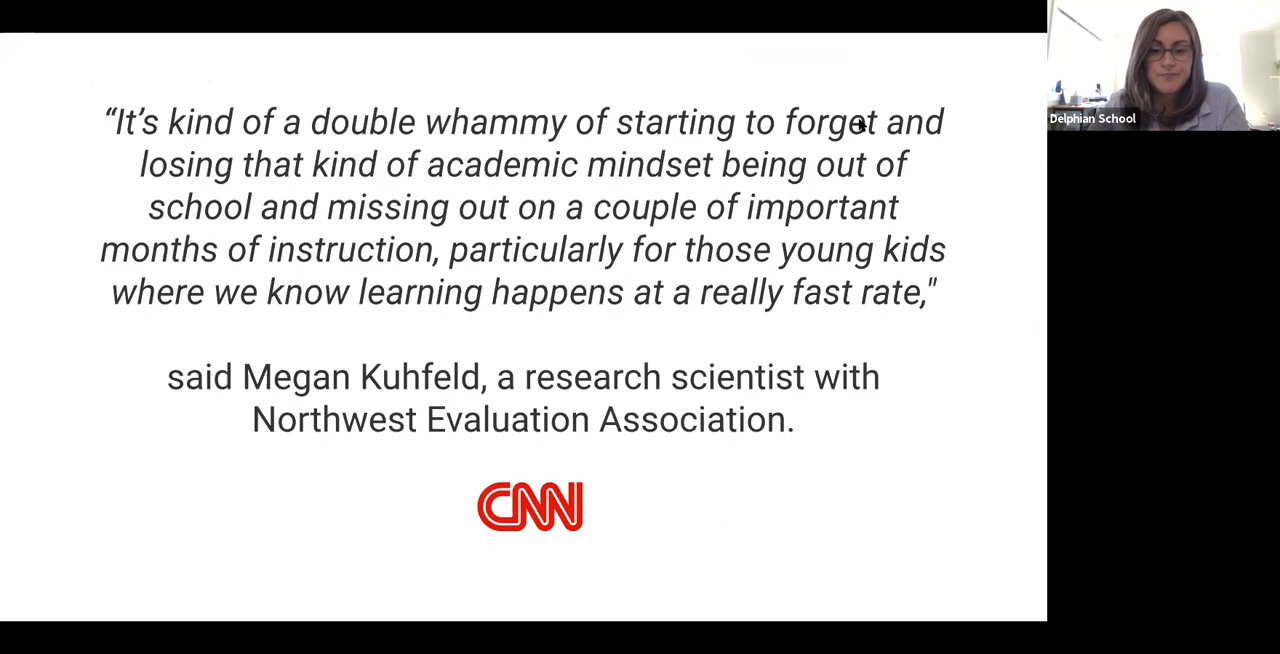 “It’s kind of a double whammy of starting to forget and
losing that kind of academic mindset being out of
school and missing out on a couple of important
months of instruction, particularly for those young kids
where we know learning happens at a really fast rate,"
said Megan Kuhfeld, a research scientist with
Northwest Evaluation Association.
CNN
Delphian School